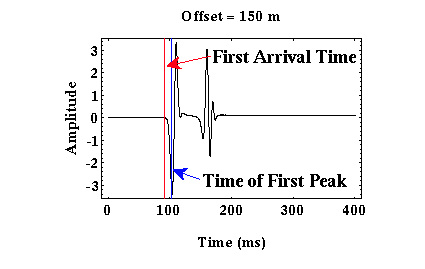 Offset = 150 m
First Arrival Time
Time of First Peak
Amplitude
3
2
1
0
-1
-2
-3
0 100 200 300 400
Time (ms)